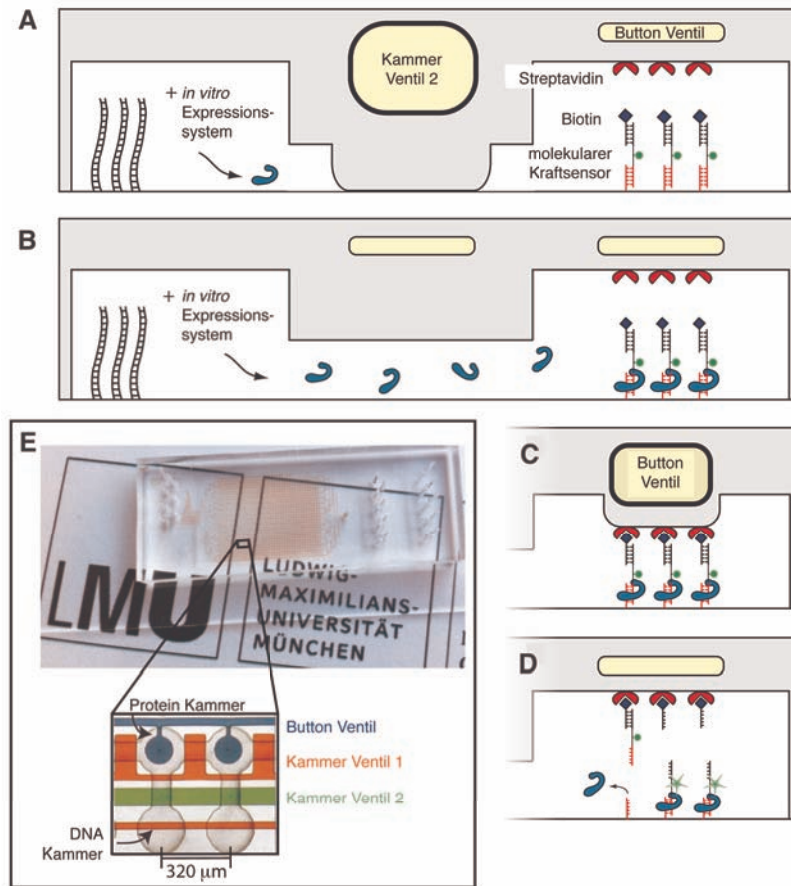 A
Kammer
Ventil 2
Button Ventil
Streptavidin
+ in vitro
Expressions-
system
Biotin
molekularer
Kraftsensor
B
+ in vitro
Expressions-
system
E
LMU
LUDWIG-
MAXIMILIANS-
UNIVERSITÄT
MÜNCHEN
Protein Kammer
Button Ventil
Kammer Ventil 1
Kammer Ventil 2
DNA
Kammer
320 µm
C
Button
Ventil
D